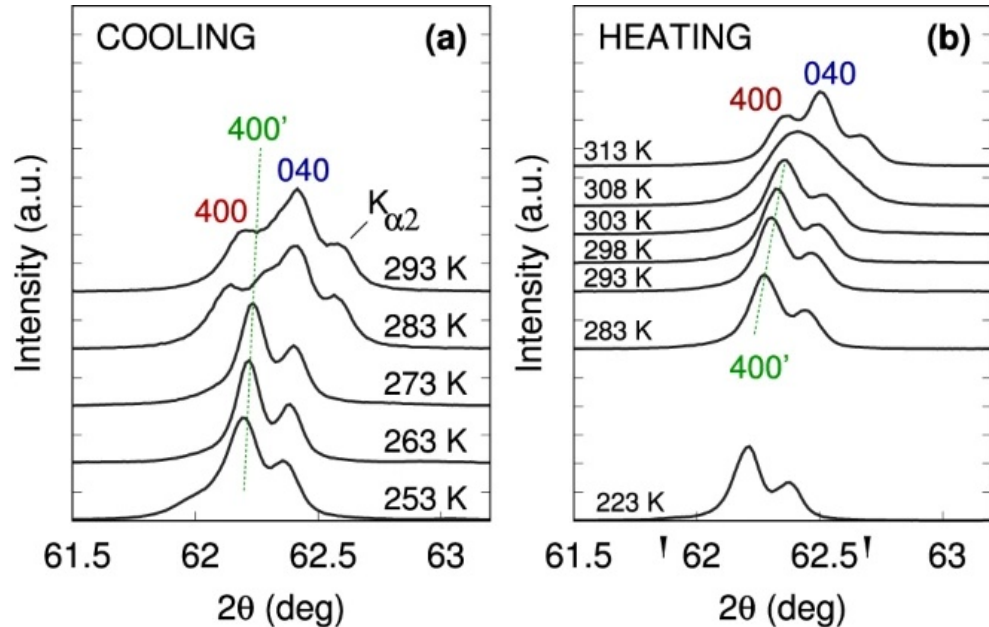 COOLING (a)
400'
040
400
Kα2
293 K
283 K
273 K
263 K
253 K
Intensity (a.u.)
61.5 62 62.5 63
2θ (deg)
HEATING (b)
040
400
313 K
308 K
303 K
298 K
293 K
283 K
400'
223 K
Intensity (a.u.)
61.5 62 62.5 63
2θ (deg)